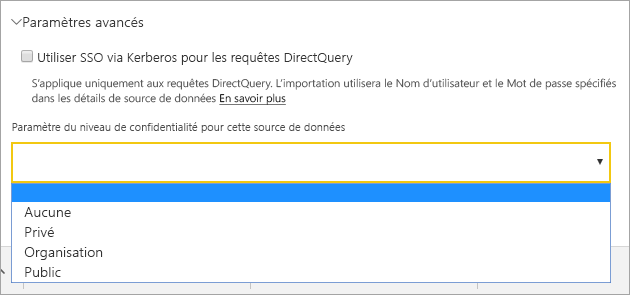 Paramètres avancés
Utiliser SSO via Kerberos pour les requêtes DirectQuery
S'applique uniquement aux requêtes DirectQuery. L'importation utilisera le Nom d'utilisateur et le Mot de passe spécifiés
dans les détails de source de données En savoir plus
Paramètre du niveau de confidentialité pour cette source de données
Aucune
Privé
Organisation
Public